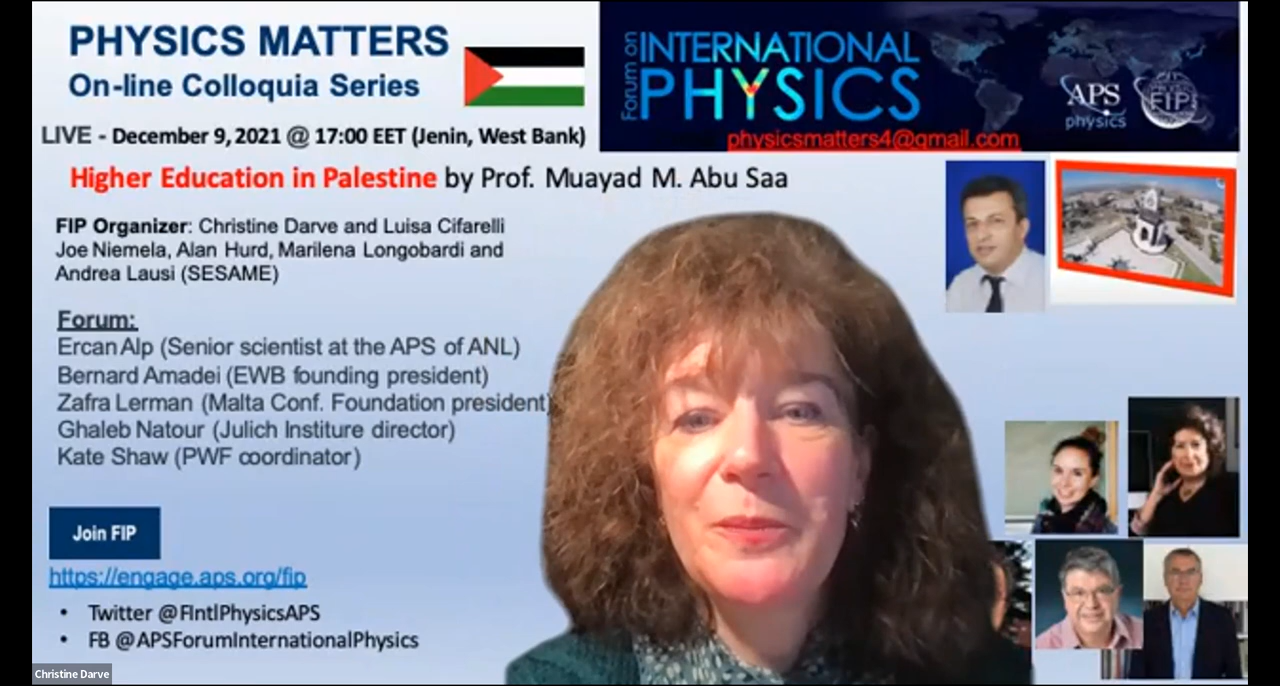 PHYSICS MATTERS
On-line Colloquia Series
LIVE - December 9, 2021 @ 17:00 EET (Jenin, West Bank)
Forum on
INTERNATIONAL
PHYSICS
APS
physics
FIP
physicsmatters4@gmail.com
Higher Education in Palestine by Prof. Muayad M. Abu Saa
FIP Organizer: Christine Darve and Luisa Cifarelli
Joe Niemela, Alan Hurd, Marilena Longobardi and
Andrea Lausi (SESAME)
Forum:
Ercan Alp (Senior scientist at the APS of ANL)
Bernard Amadei (EWB founding president)
Zafra Lerman (Malta Conf. Foundation president)
Ghaleb Natour (Julich Institure director)
Kate Shaw (PWF coordinator)
Join FIP
https://engage.aps.org/fip
• Twitter @FIntlPhysicsAPS
• FB @APSForumInternationalPhysics
Christine Darve